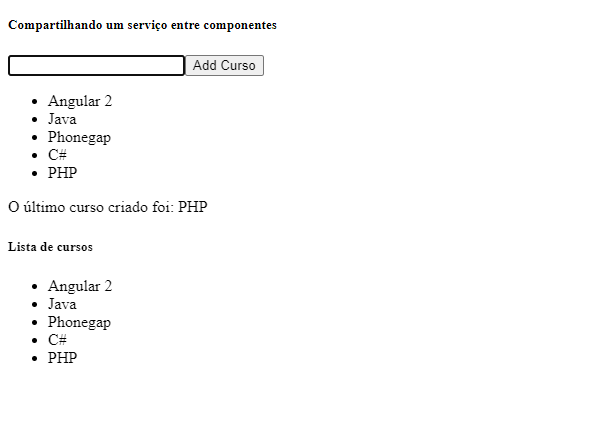 Compartilhando um serviço entre componentes
Add Curso
Angular 2
Java
Phonegap
C#
PHP
O último curso criado foi: PHP
Lista de cursos
Angular 2
Java
Phonegap
C#
PHP